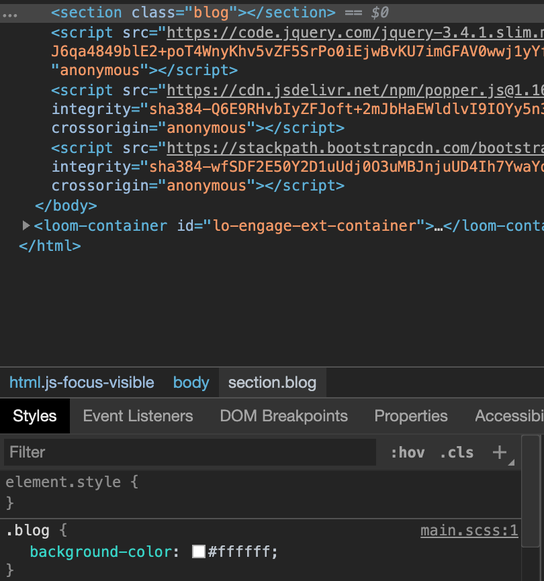 … <section class="blog"></section> == $0
<script src="https://code.jquery.com/jquery-3.4.1.slim.m
J6qa4849blE2+poT4WnyKhv5vZF5SrPo0iEjwBvKU7imGFAV0wwj1yYf
"anonymous"></script>
<script src="https://cdn.jsdelivr.net/npm/popper.js@1.16
integrity="sha384-Q6E9RHvbIyZFJoft+2mJbHaEWldlvI9IOYy5n3
crossorigin="anonymous"></script>
<script src="https://stackpath.bootstrapcdn.com/bootstra
integrity="sha384-wfSDF2E50Y2D1uUdj0O3uMBJnjuUD4Ih7YwaYd
crossorigin="anonymous"></script>
</body>
<loom-container id="lo-engage-ext-container">…</loom-conta
</html>
html.js-focus-visible body section.blog
Styles Event Listeners DOM Breakpoints Properties Accessibi
Filter :hov .cls +
element.style {
}
.blog { main.scss:1
background-color: #ffffff;
}